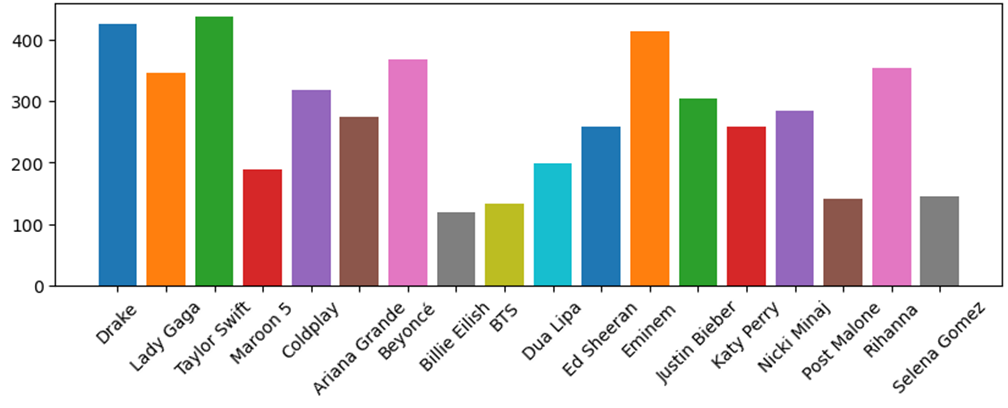 400
300
200
100
0
Drake
Lady Gaga
Taylor Swift
Maroon 5
Coldplay
Ariana Grande
Beyoncé
Billie Eilish
BTS
Dua Lipa
Ed Sheeran
Eminem
Justin Bieber
Katy Perry
Nicki Minaj
Post Malone
Rihanna
Selena Gomez